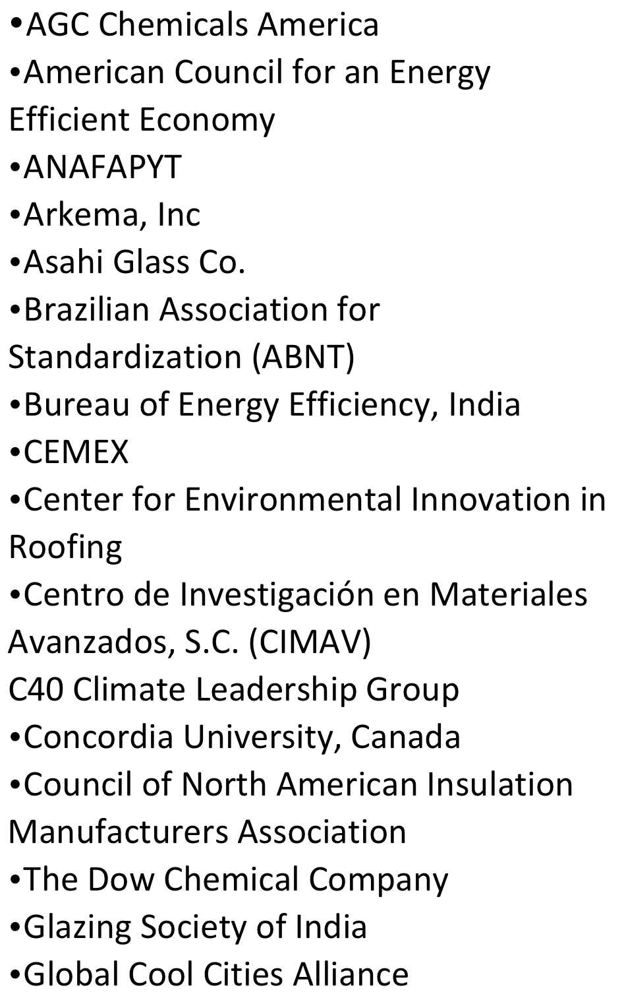 •AGC Chemicals America
•American Council for an Energy
Efficient Economy
•ANAFAPYT
•Arkema, Inc
•Asahi Glass Co.
•Brazilian Association for
Standardization (ABNT)
•Bureau of Energy Efficiency, India
•CEMEX
•Center for Environmental Innovation in
Roofing
•Centro de Investigación en Materiales
Avanzados, S.C. (CIMAV)
C40 Climate Leadership Group
•Concordia University, Canada
•Council of North American Insulation
Manufacturers Association
•The Dow Chemical Company
•Glazing Society of India
•Global Cool Cities Alliance